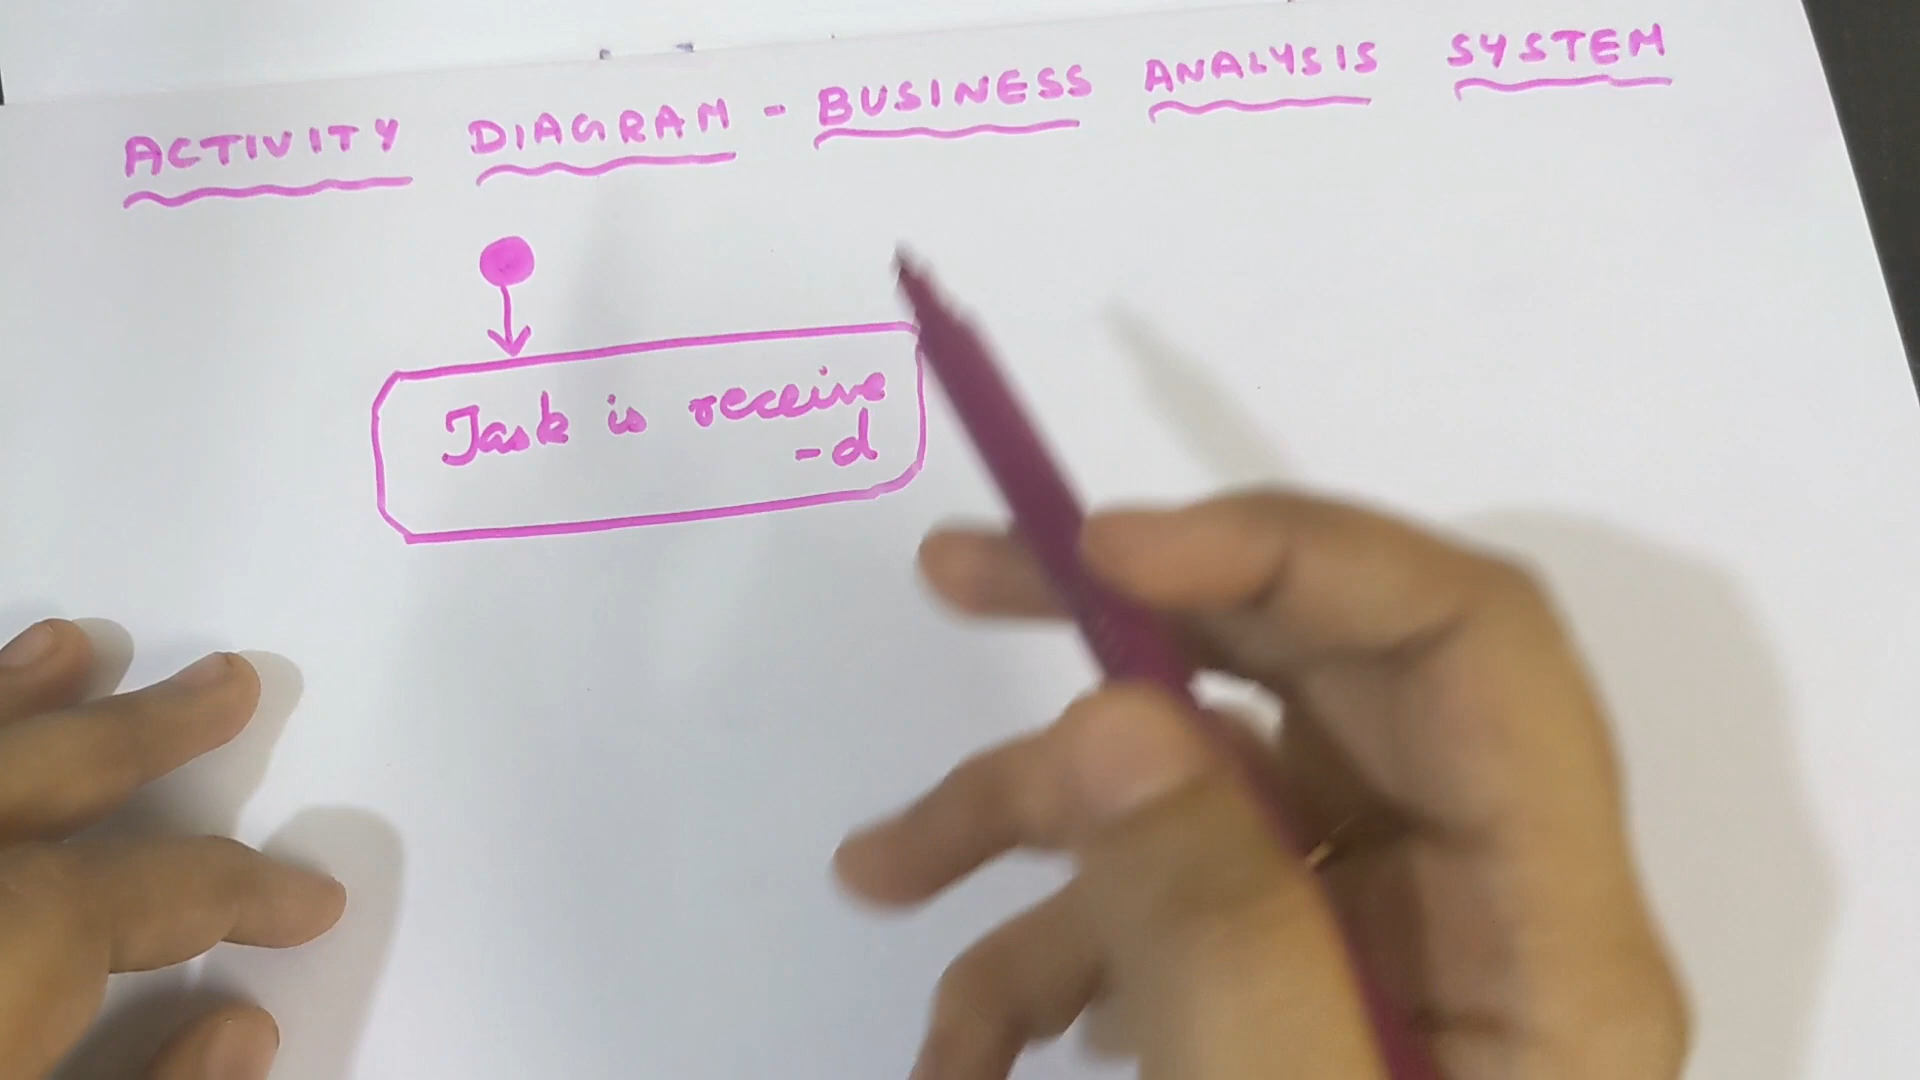 ACTIVITY DIAGRAM - BUSINESS ANALYSIS SYSTEM
Task is receive
-d